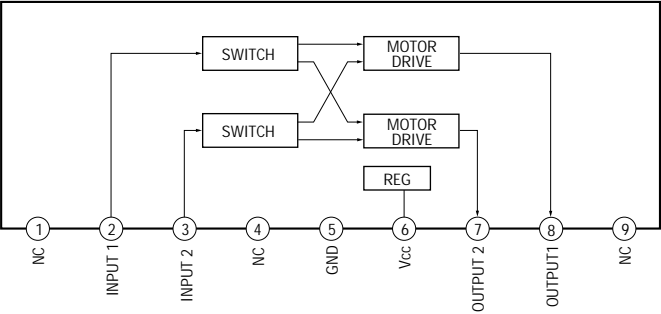 SWITCH
MOTOR
DRIVE
SWITCH
MOTOR
DRIVE
REG
1
2
3
4
5
6
7
8
9
NC
INPUT 1
INPUT 2
NC
GND
Vcc
OUTPUT 2
OUTPUT1
NC